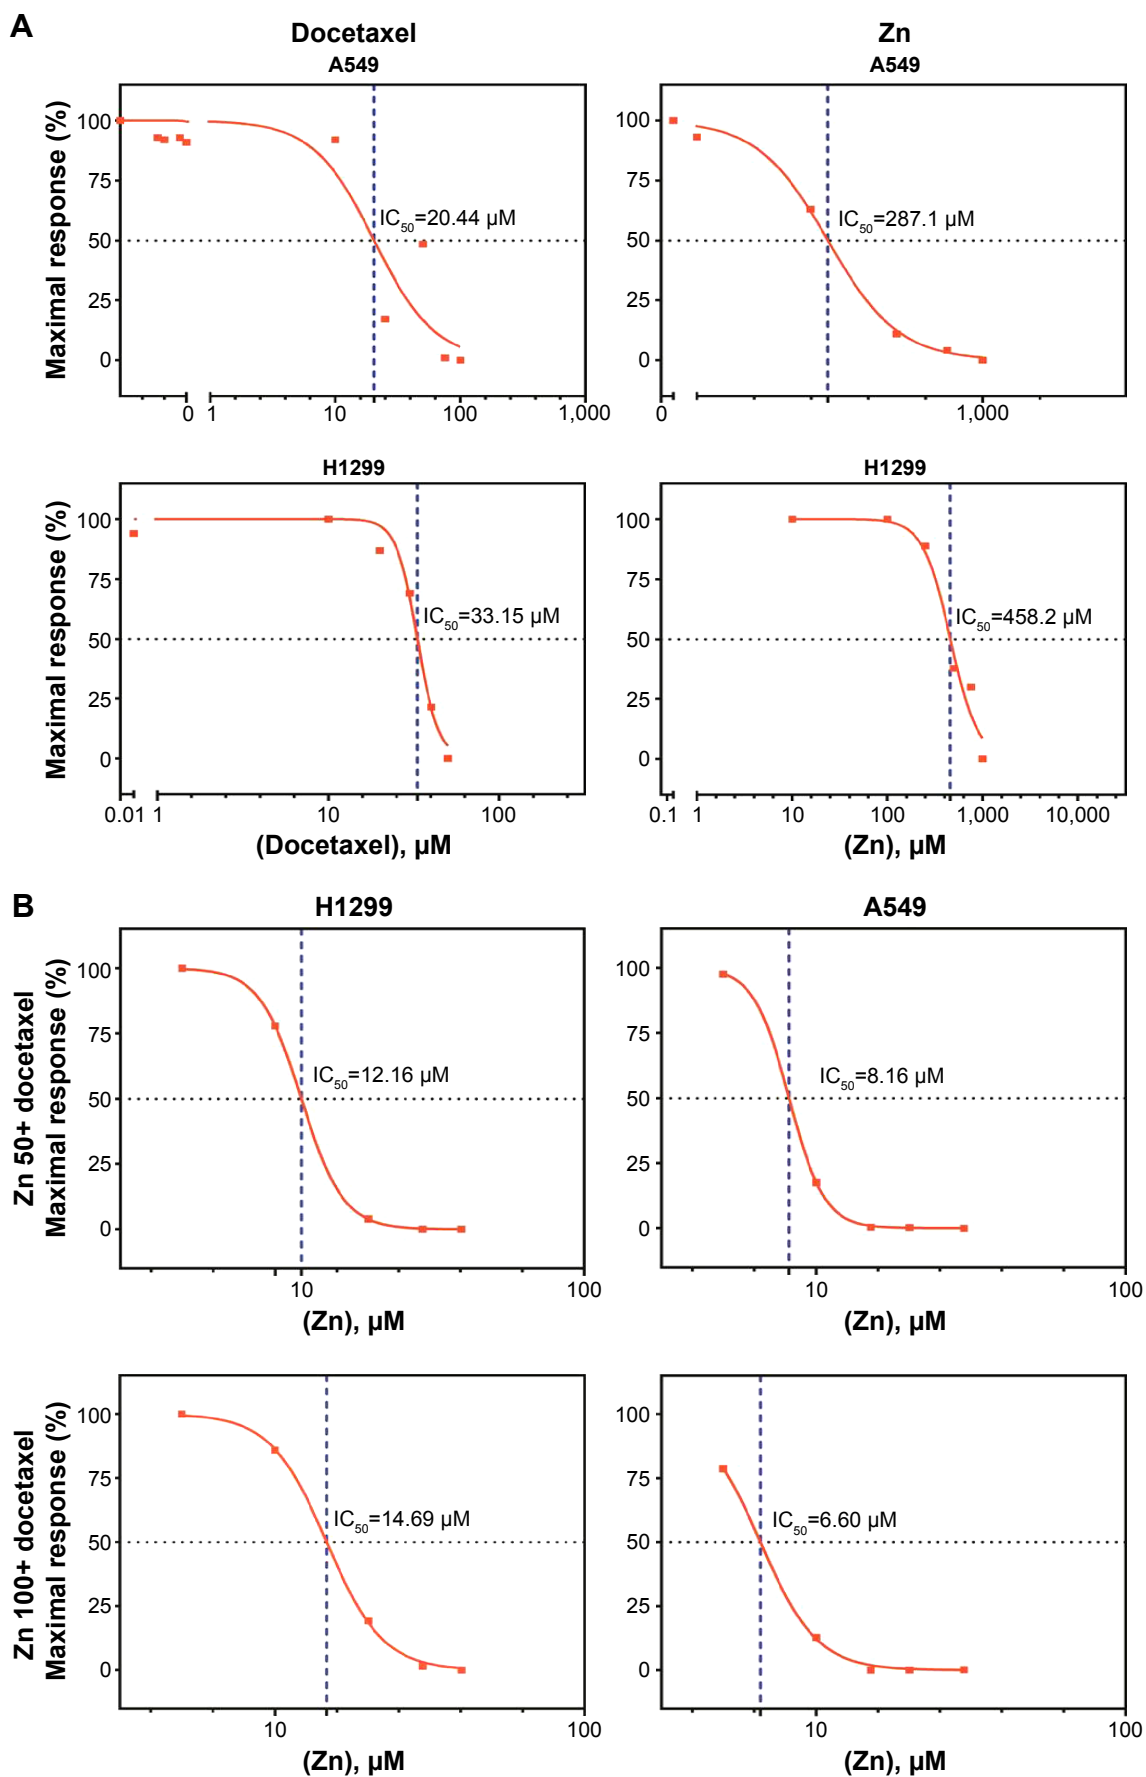 A
Docetaxel
Zn
A549
A549
Maximal response (%)
100
75
50
25
0
IC50=20.44 µM
0 1 10 100 1,000
100
75
50
25
0
IC50=287.1 µM
0 1,000
H1299
H1299
Maximal response (%)
100
75
50
25
0
IC50=33.15 µM
0.01 1 10 100
(Docetaxel), µM
100
75
50
25
0
IC50=458.2 µM
0.1 1 10 100 1,000 10,000
(Zn), µM
B
H1299
A549
Zn 50+ docetaxel
Maximal response (%)
100
75
50
25
0
IC50=12.16 µM
10 100
(Zn), µM
100
75
50
25
0
IC50=8.16 µM
10 100
(Zn), µM
Zn 100+ docetaxel
Maximal response (%)
100
75
50
25
0
IC50=14.69 µM
10 100
(Zn), µM
100
75
50
25
0
IC50=6.60 µM
10 100
(Zn), µM